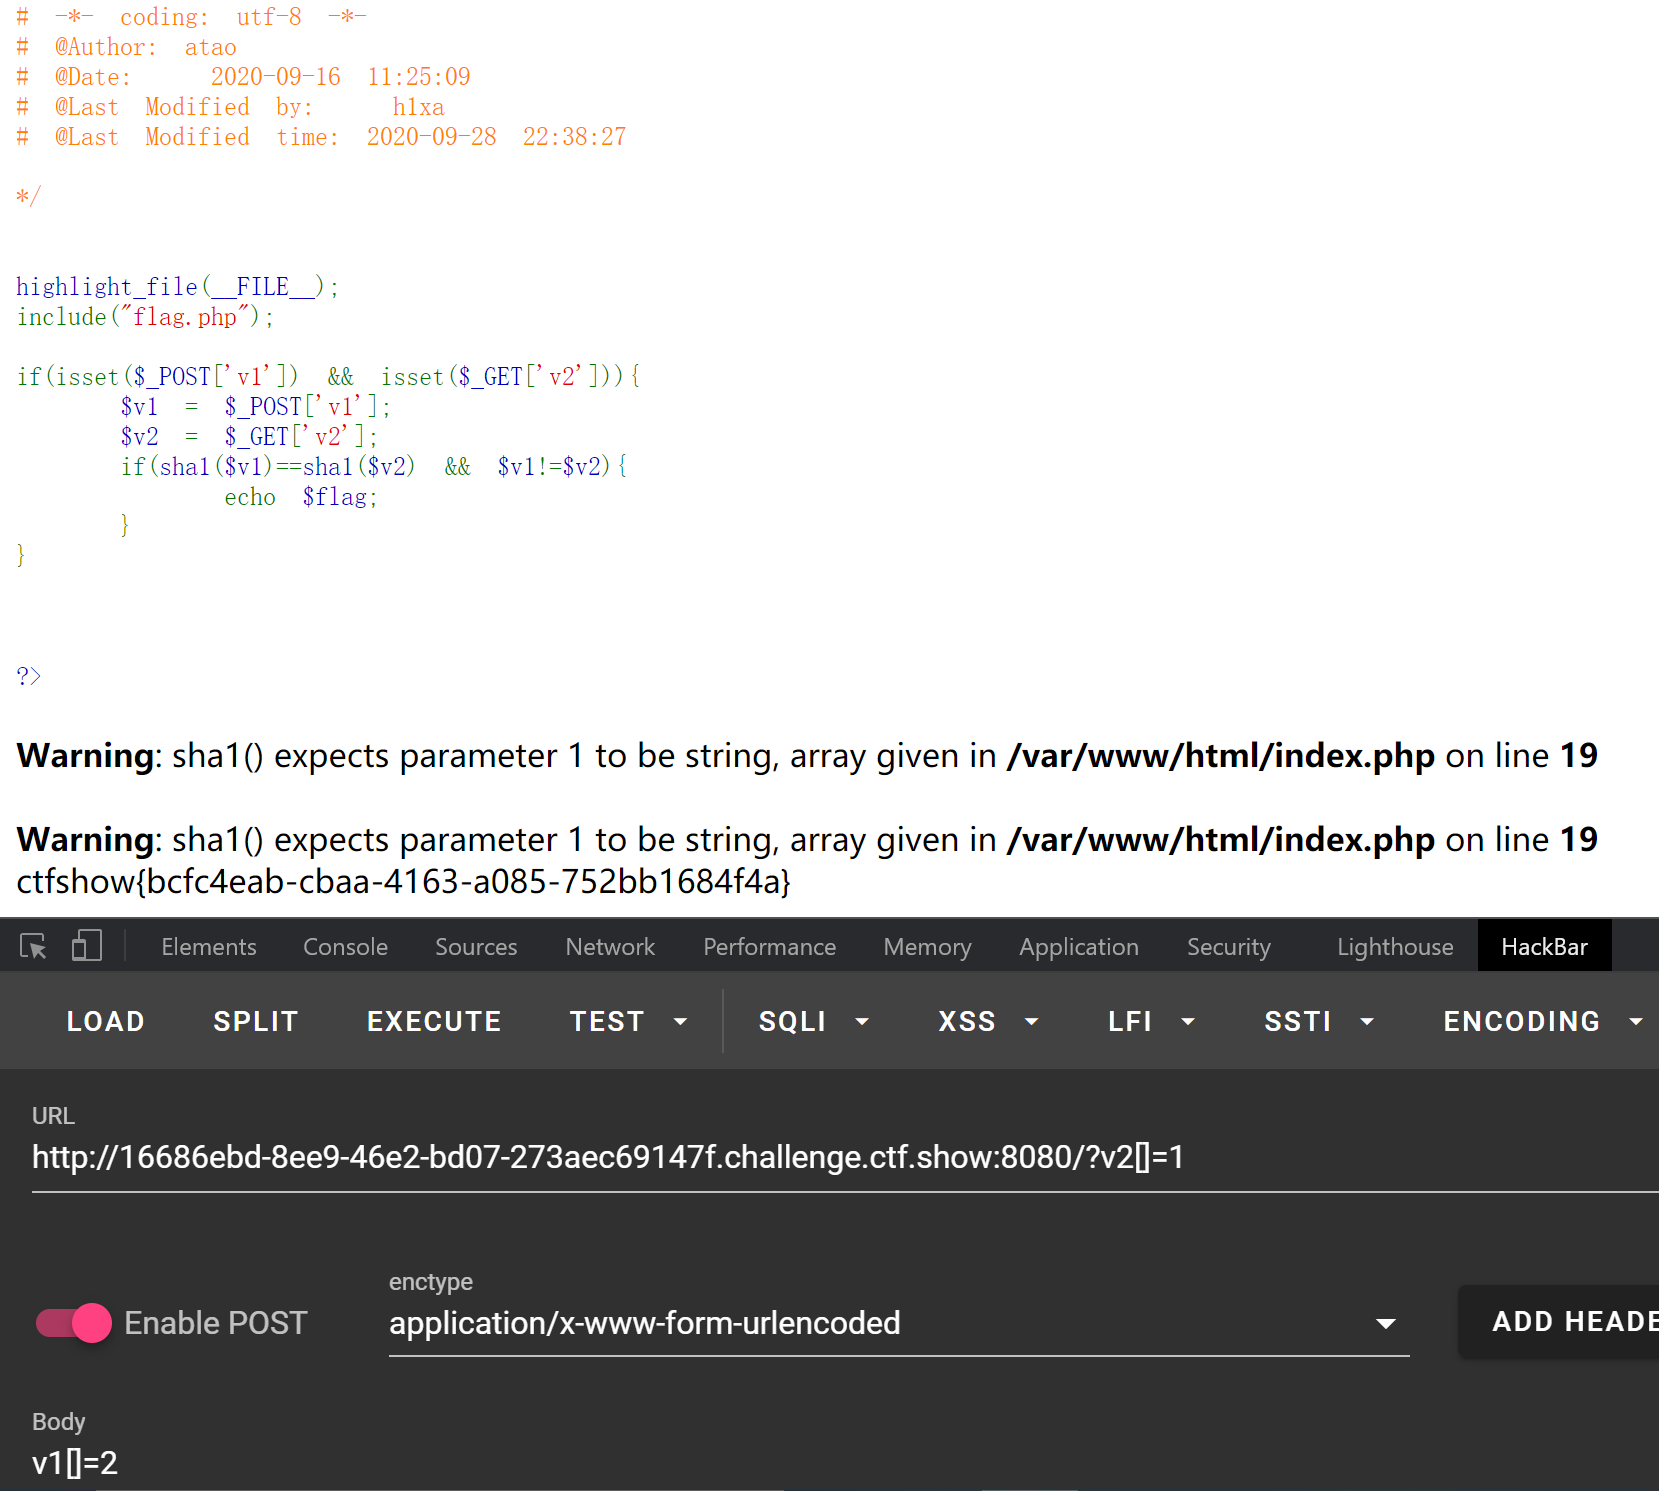 # -*- coding: utf-8 -*-
# @Author: atao
# @Date:   2020-09-16 11:25:09
# @Last Modified by:   h1xa
# @Last Modified time: 2020-09-28 22:38:27
*/
highlight_file(__FILE__);
include("flag.php");
if(isset($_POST['v1']) && isset($_GET['v2'])){
    $v1 = $_POST['v1'];
    $v2 = $_GET['v2'];
    if(sha1($v1)==sha1($v2) && $v1!=$v2){
        echo $flag;
    }
}
?>
Warning: sha1() expects parameter 1 to be string, array given in /var/www/html/index.php on line 19
Warning: sha1() expects parameter 1 to be string, array given in /var/www/html/index.php on line 19
ctfshow{bcfc4eab-cbaa-4163-a085-752bb1684f4a}
Elements Console Sources Network Performance Memory Application Security Lighthouse HackBar
LOAD SPLIT EXECUTE TEST SQLI XSS LFI SSTI ENCODING
URL
http://16686ebd-8ee9-46e2-bd07-273aec69147f.challenge.ctf.show:8080/?v2[]=1
enctype
Enable POST application/x-www-form-urlencoded ADD HEADE
Body
v1[]=2